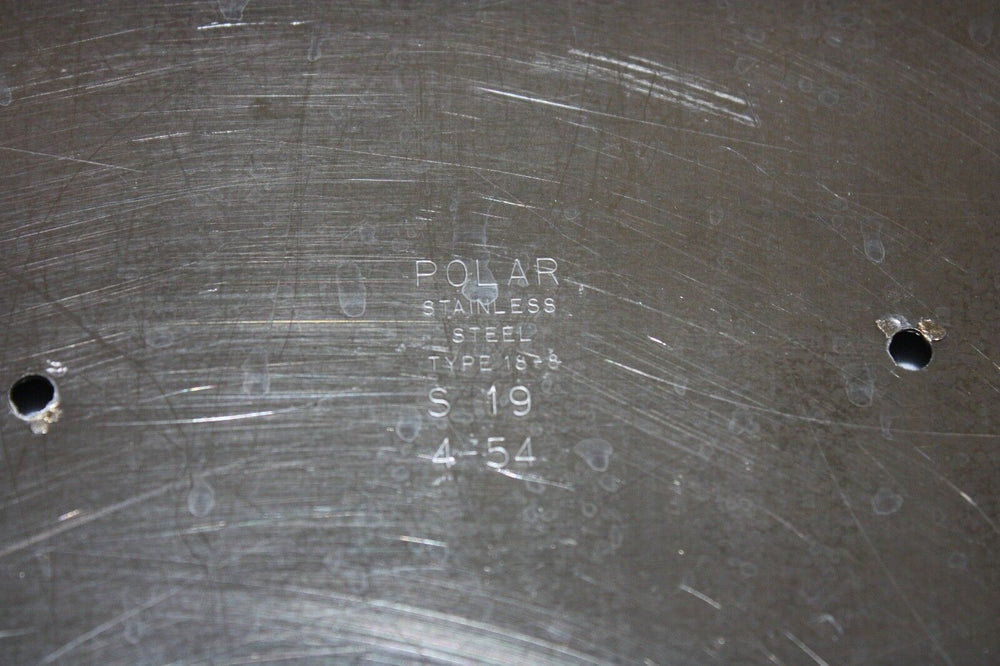 POLAR
STAINLESS
STEEL
TYPE 18-8
S 19
4-54